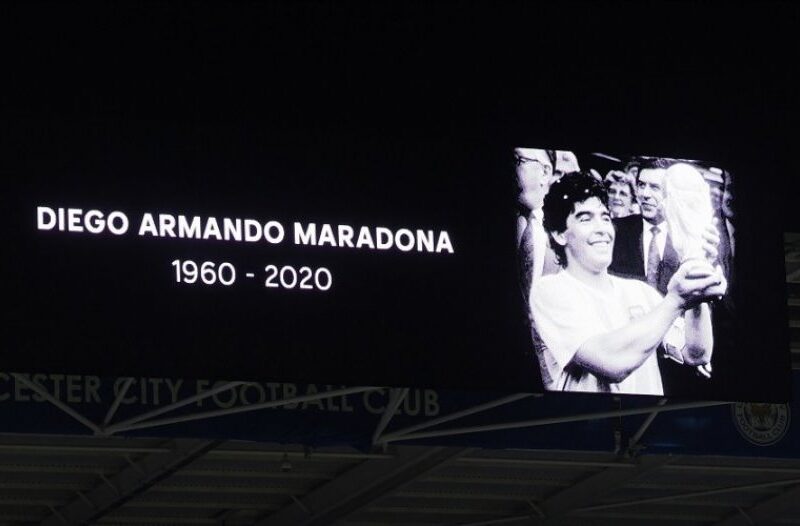 DIEGO ARMANDO MARADONA
1960 - 2020
CESTER CITY FOOTBALL CLUB